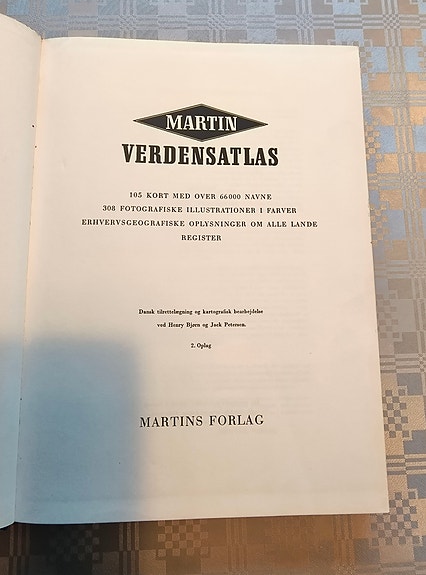 MARTIN
VERDENSATLAS
105 KORT MED OVER 66000 NAVNE
308 FOTOGRAFISKE ILLUSTRATIONER I FARVER
ERHVERVSGEOGRAFISKE OPLYSNINGER OM ALLE LANDE
REGISTER
Dansk tilrettelægning og kartografisk bearbejdelse
ved Henry Bjørn og Jack Petersen.
2. Oplag
MARTINS FORLAG